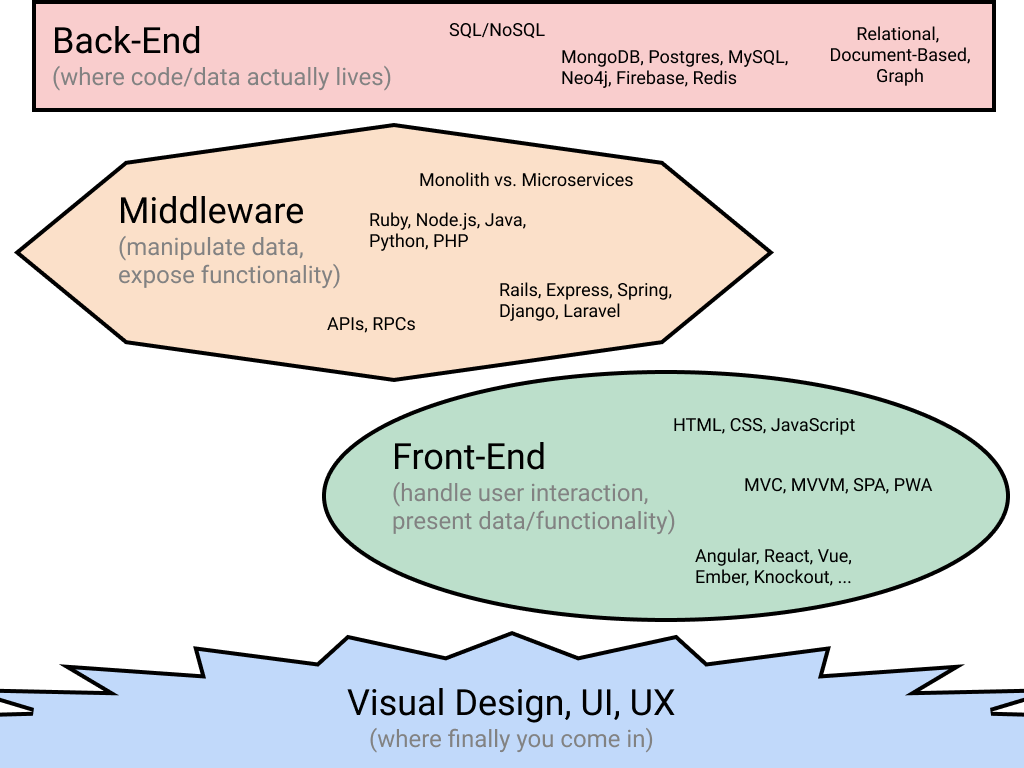 Back-End
(where code/data actually lives)
SQL/NoSQL
MongoDB, Postgres, MySQL,
Neo4j, Firebase, Redis
Relational,
Document-Based,
Graph
Middleware
(manipulate data,
expose functionality)
Monolith vs. Microservices
Ruby, Node.js, Java,
Python, PHP
Rails, Express, Spring,
Django, Laravel
APIs, RPCs
Front-End
(handle user interaction,
present data/functionality)
HTML, CSS, JavaScript
MVC, MVVM, SPA, PWA
Angular, React, Vue,
Ember, Knockout, ...
Visual Design, UI, UX
(where finally you come in)